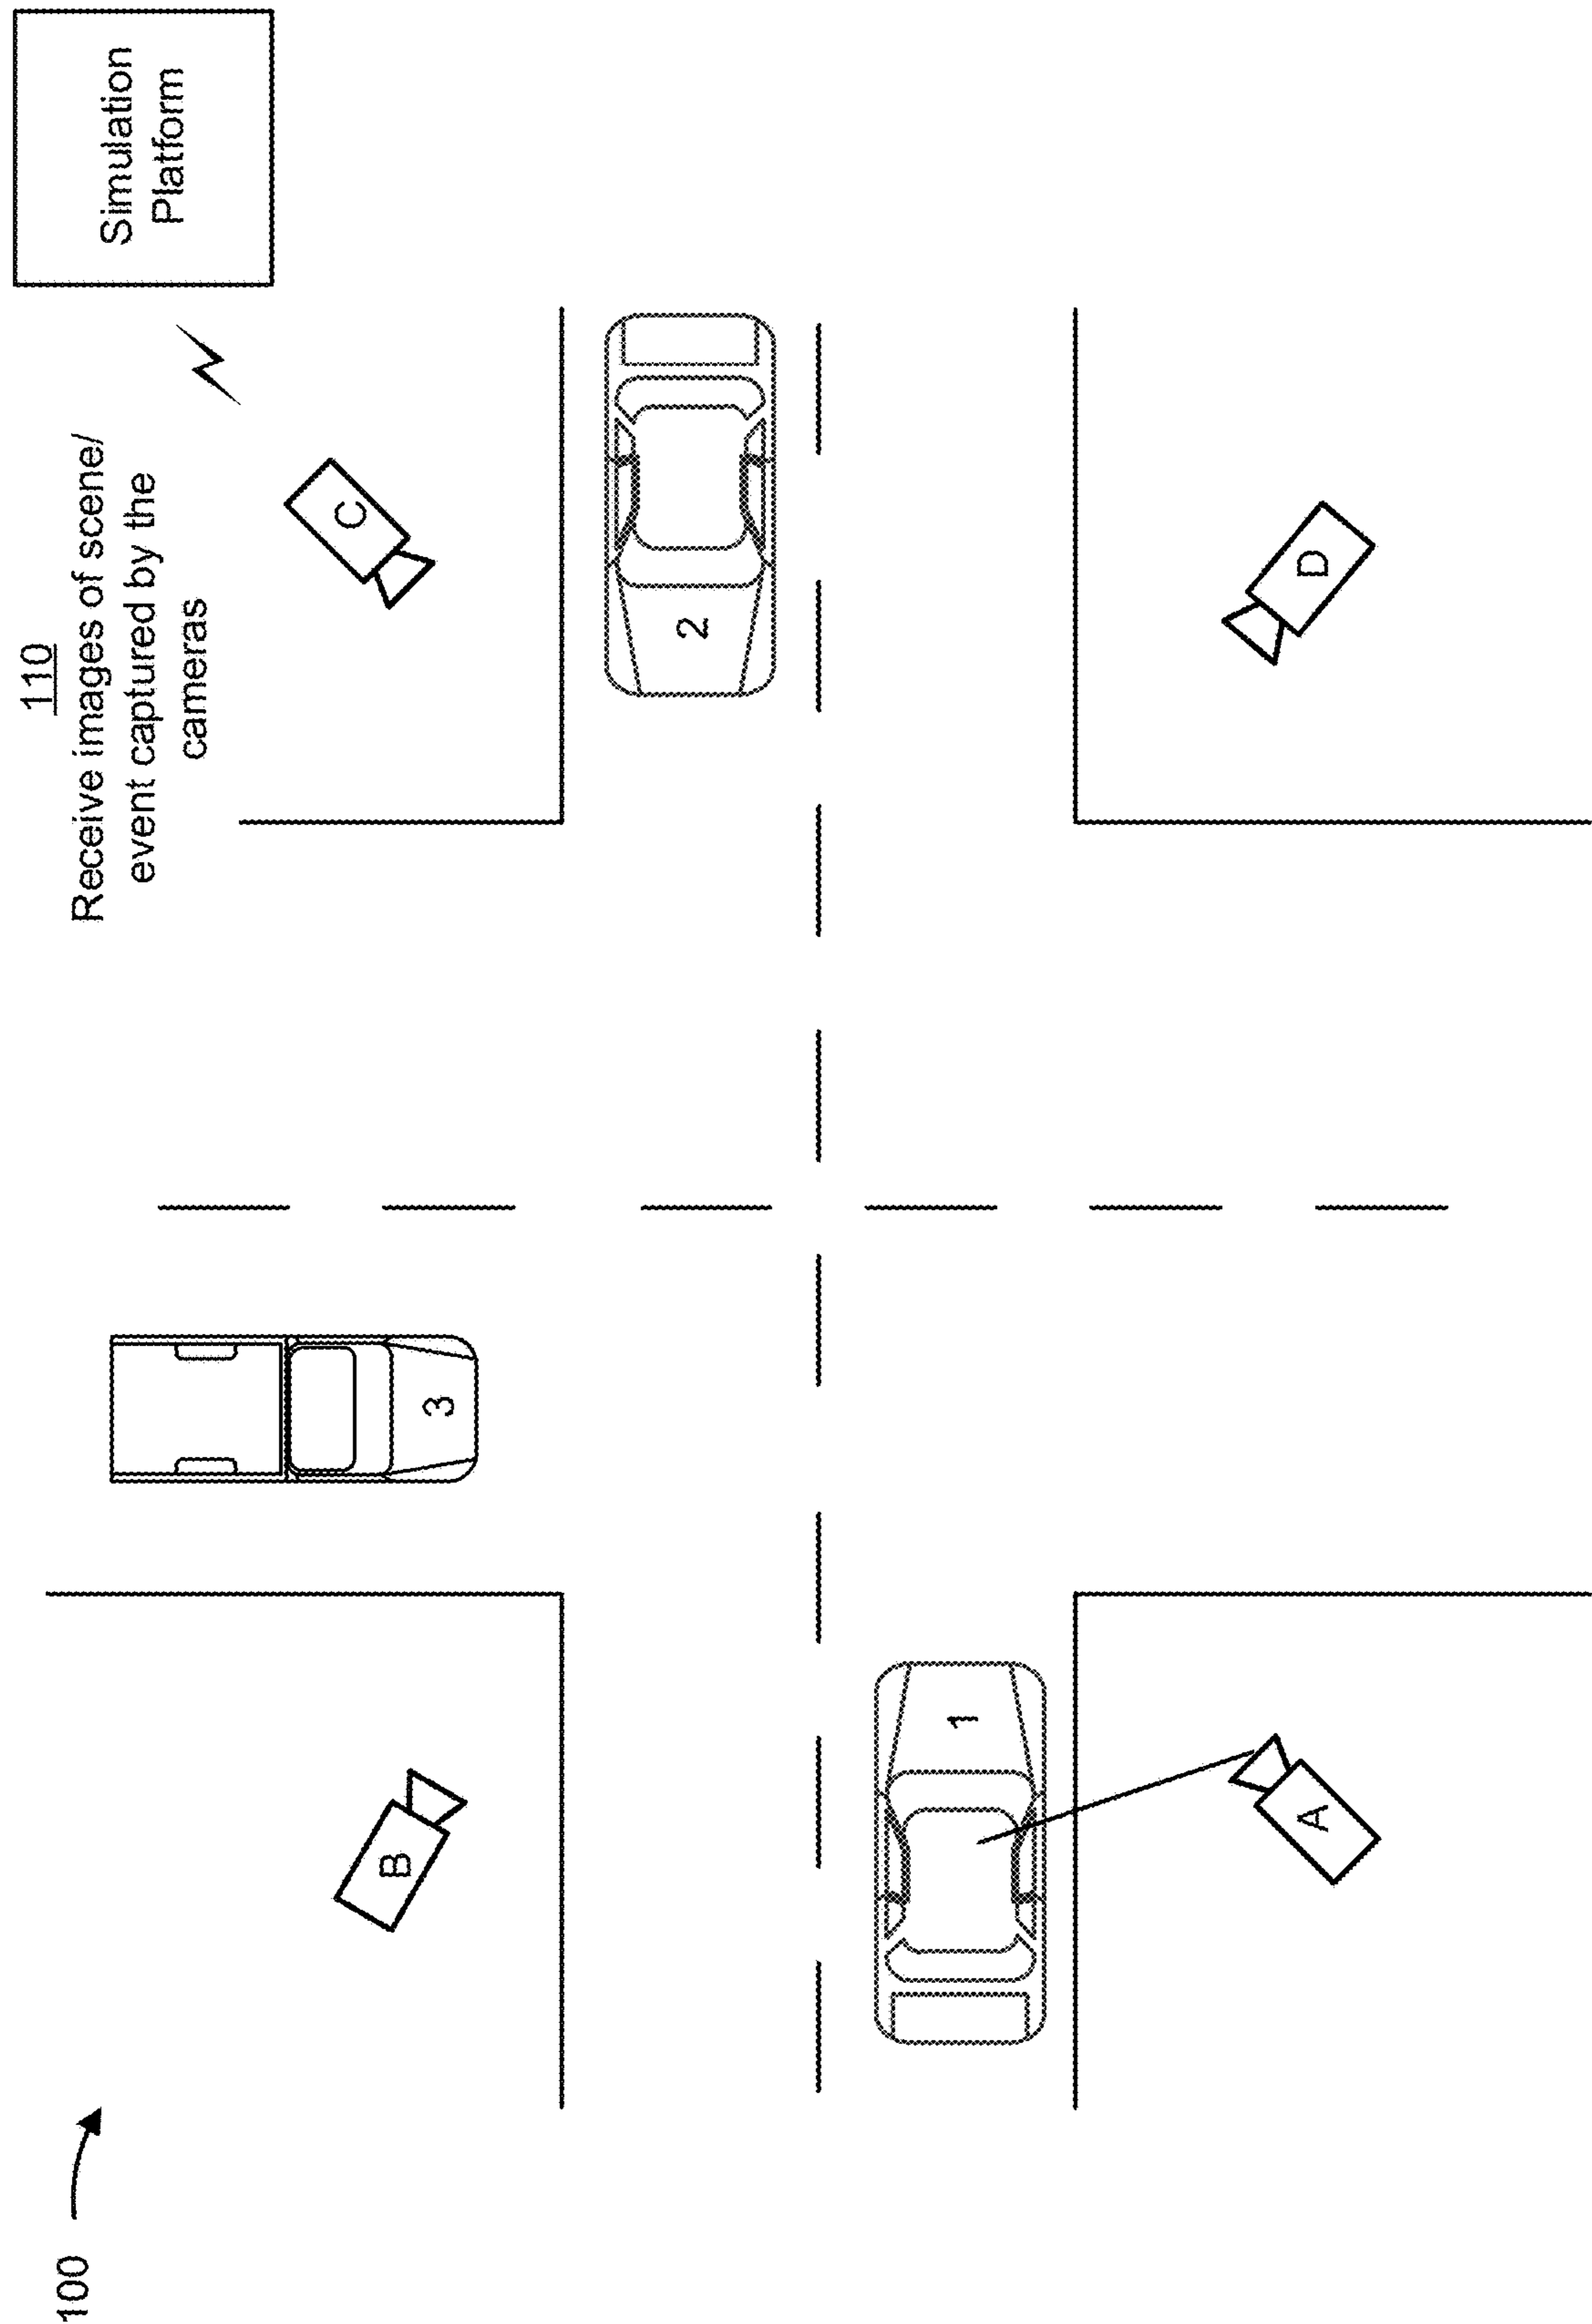 100
110
Receive images of scene/
event captured by the
cameras
Simulation
Platform
B
3
C
2
1
A
D